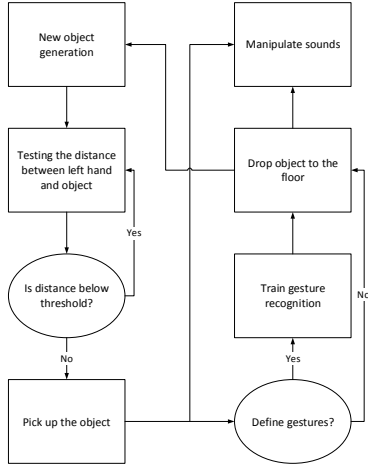 New object
generation
Manipulate sounds
Testing the distance
between left hand
and object
Drop object to the
floor
Yes
Is distance below
threshold?
Train gesture
recognition
No
No
Yes
Pick up the object
Define gestures?